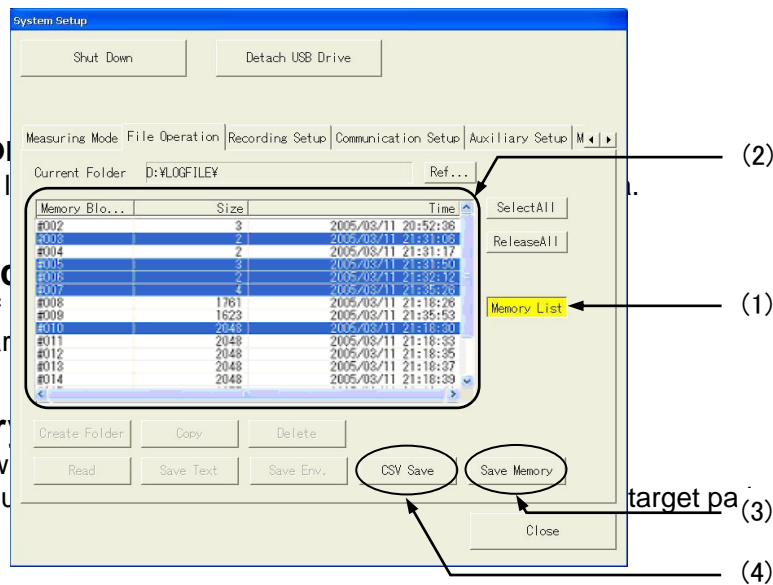 System Setup
Shut Down Detach USB Drive
Measuring Mode File Operation Recording Setup Communication Setup Auxiliary Setup M
Current Folder D:¥LOGFILE¥ Ref...
(2)
Memory Blo... Size Time SelectAll
#002 3 2005/03/11 20:52:36
#003 2 2005/03/11 21:31:06 ReleaseAll
#004 2 2005/03/11 21:31:17
#005 3 2005/03/11 21:31:50
#006 2 2005/03/11 21:32:12
#007 4 2005/03/11 21:35:26
#008 1761 2005/03/11 21:18:26 Memory List (1)
#009 1623 2005/03/11 21:35:53
#010 2048 2005/03/11 21:18:30
#011 2048 2005/03/11 21:18:33
#012 2048 2005/03/11 21:18:35
#013 2048 2005/03/11 21:18:37
#014 2048 2005/03/11 21:18:39
Create Folder Copy Delete
Read Save Text Save Env. CSV Save Save Memory
target pa
(3)
Close
(4)